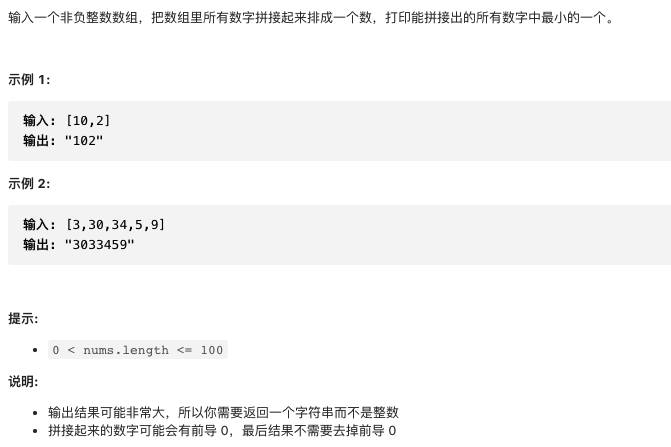 输入一个非负整数数组，把数组里所有数字拼接起来排成一个数，打印能拼接出的所有数字中最小的一个。
示例 1:
输入: [10,2]
输出: "102"
示例 2:
输入: [3,30,34,5,9]
输出: "3033459"
提示:
• 0 < nums.length <= 100
说明:
• 输出结果可能非常大，所以你需要返回一个字符串而不是整数
• 拼接起来的数字可能会有前导 0，最后结果不需要去掉前导 0